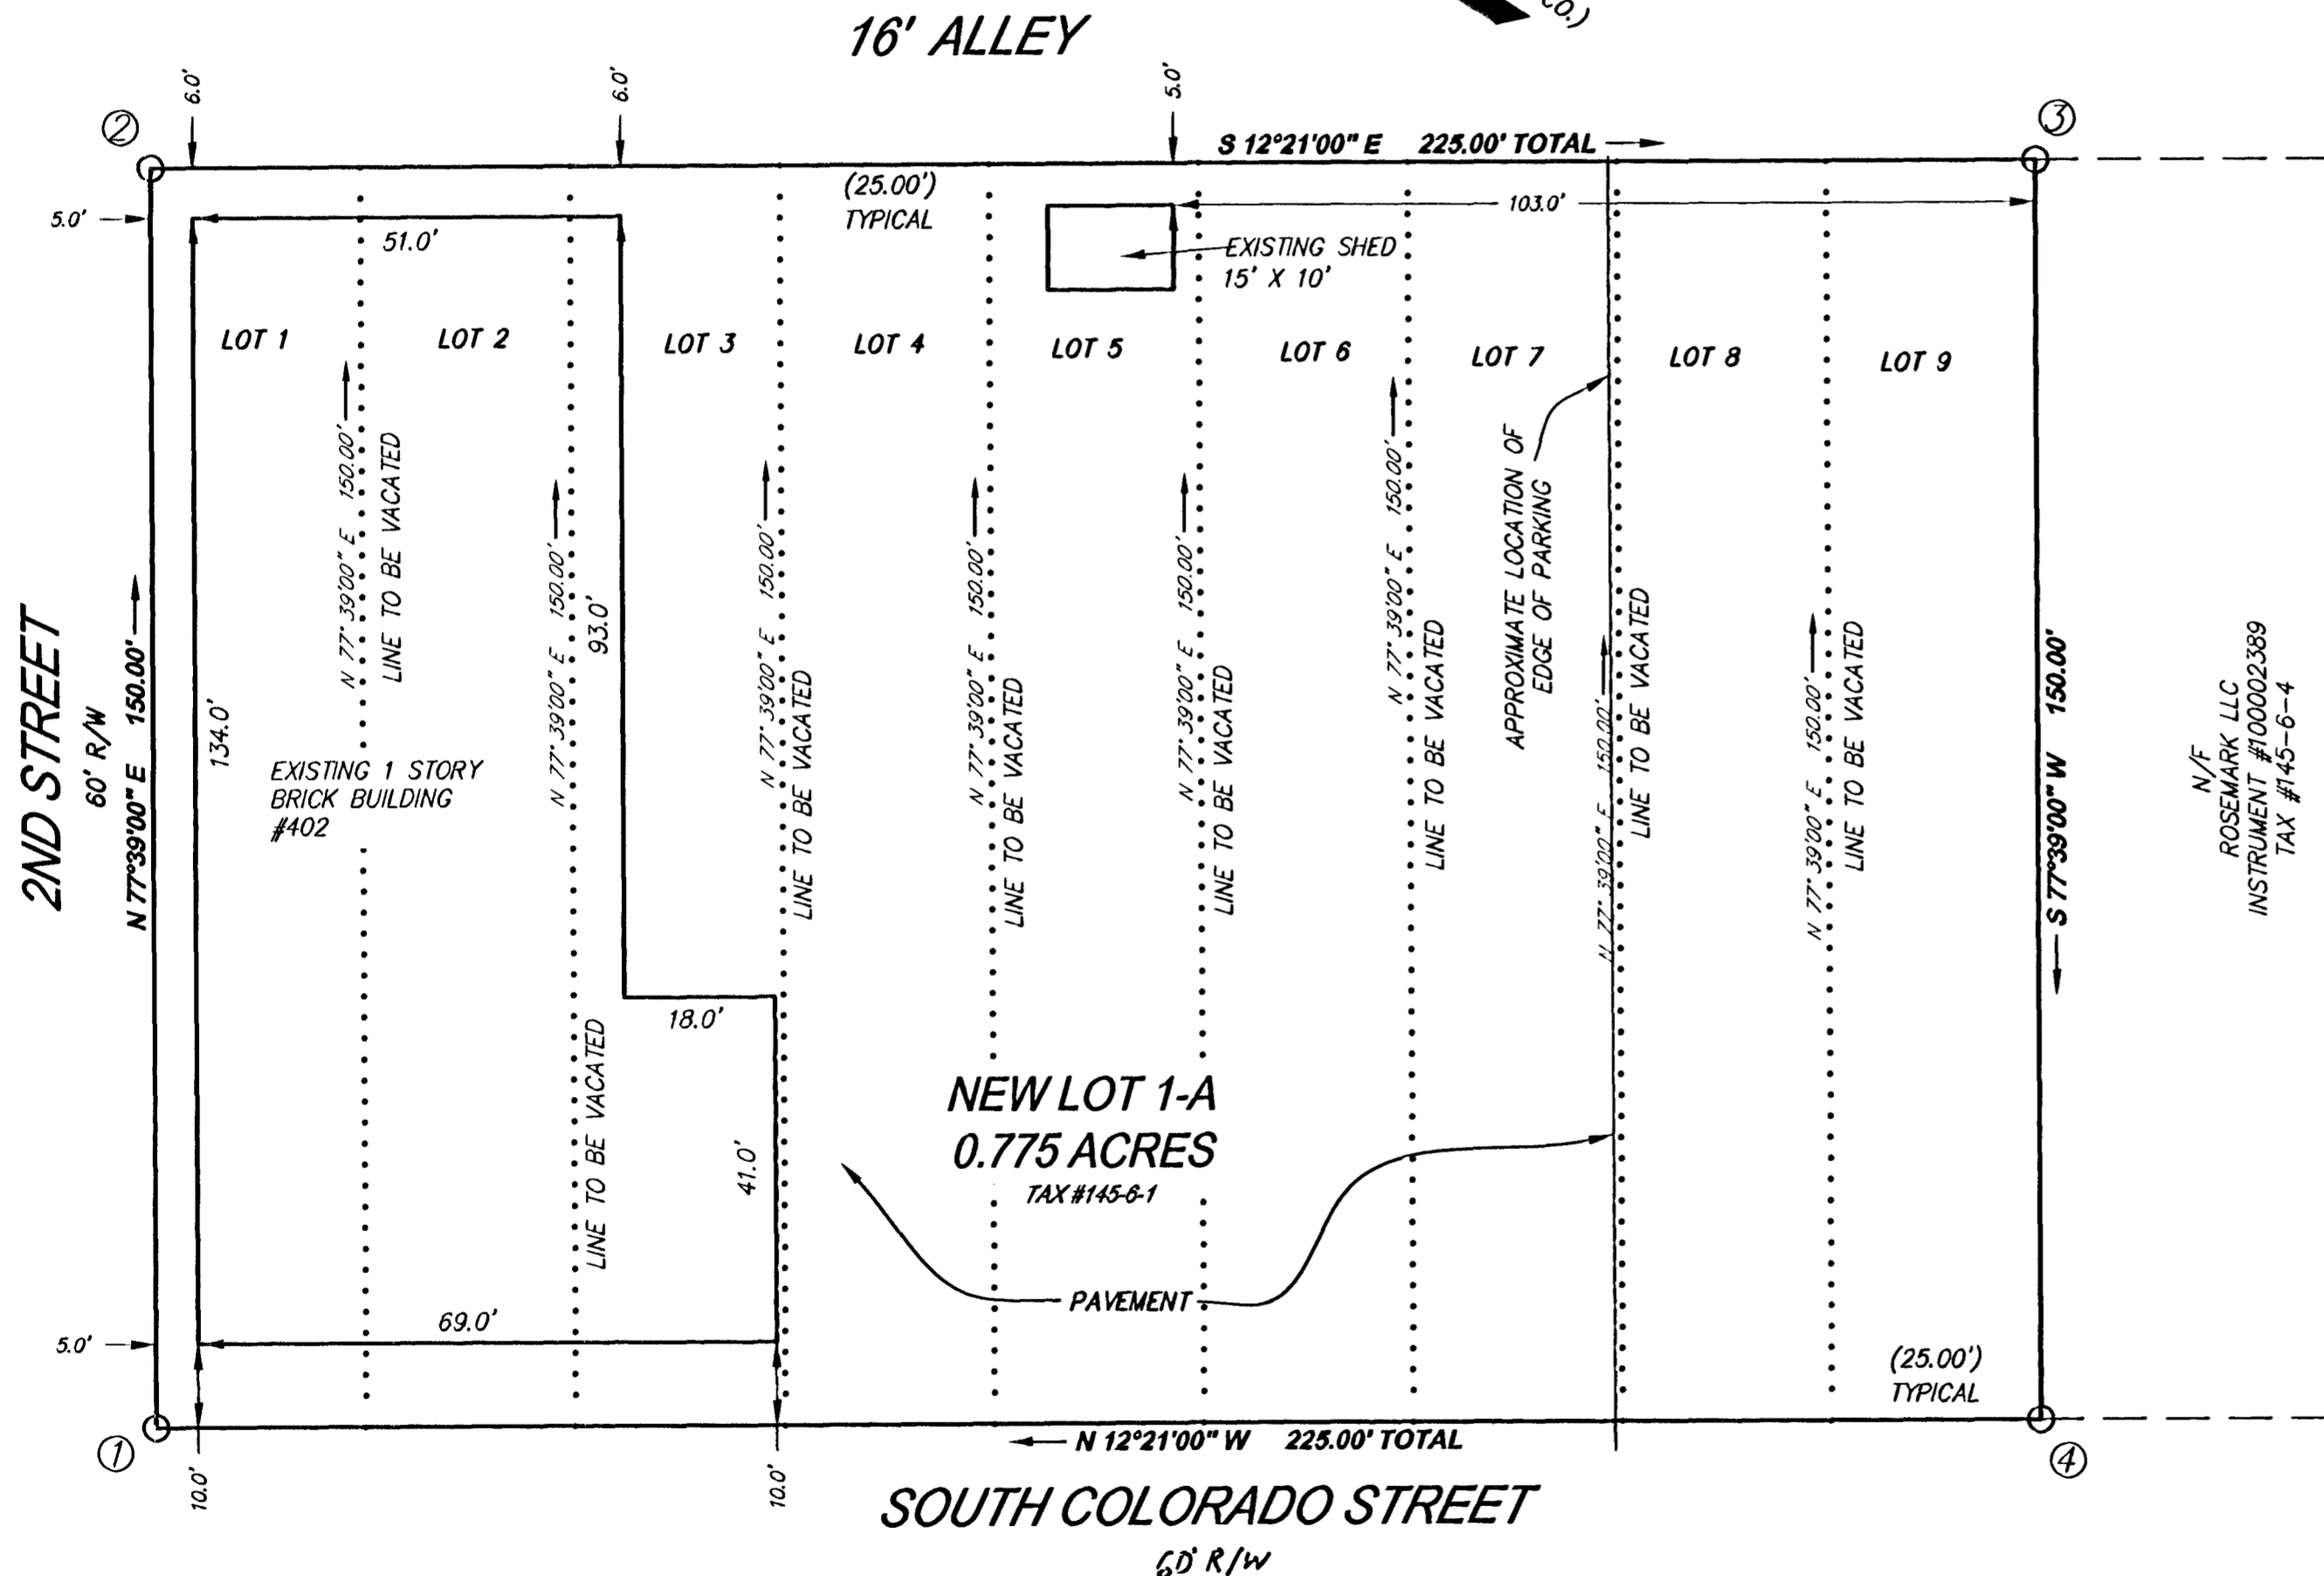 CO.)
16' ALLEY
6.0'
6.0'
5.0'
2
3
S 12°21'00" E 225.00' TOTAL
5.0'
51.0'
(25.00')
TYPICAL
103.0'
EXISTING SHED
15' X 10'
LOT 1
LOT 2
LOT 3
LOT 4
LOT 5
LOT 6
LOT 7
LOT 8
LOT 9
N 77°39'00" E 150.00'
LINE TO BE VACATED
N 77°39'00" E 150.00'
LINE TO BE VACATED
N 77°39'00" E 150.00'
LINE TO BE VACATED
N 77°39'00" E 150.00'
LINE TO BE VACATED
N 77°39'00" E 150.00'
LINE TO BE VACATED
N 77°39'00" E 150.00'
LINE TO BE VACATED
APPROXIMATE LOCATION OF
EDGE OF PARKING
N 77°39'00" E 150.00'
LINE TO BE VACATED
N 77°39'00" E 150.00'
LINE TO BE VACATED
2ND STREET
60' R/W
N 77°39'00" E 150.00'
134.0'
93.0'
EXISTING 1 STORY
BRICK BUILDING
#402
S 77°39'00" W 150.00'
N/F
ROSEMARK LLC
INSTRUMENT #100002389
TAX #145-6-4
18.0'
41.0'
NEW LOT 1-A
0.775 ACRES
TAX #145-6-1
PAVEMENT
69.0'
5.0'
(25.00')
TYPICAL
1
4
10.0'
10.0'
N 12°21'00" W 225.00' TOTAL
SOUTH COLORADO STREET
60' R/W